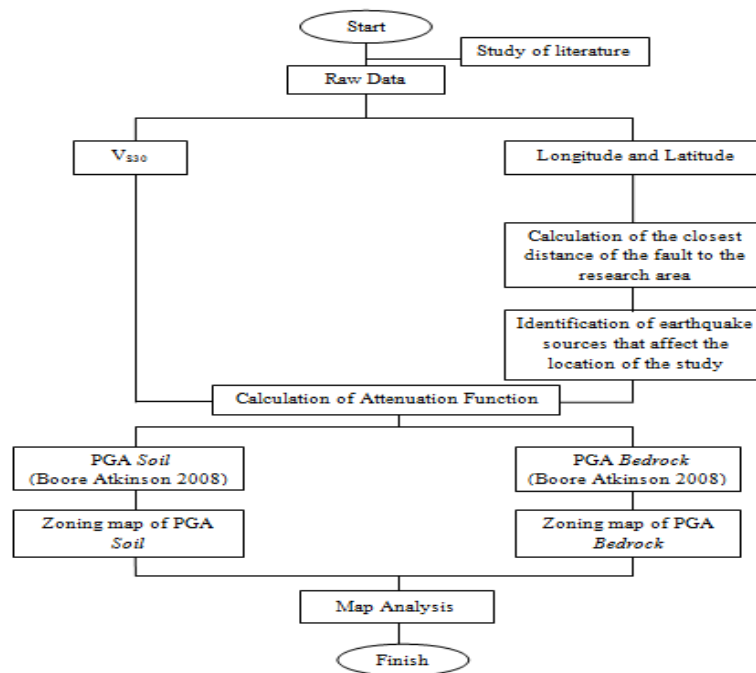 Start
Study of literature
Raw Data
VS30
Longitude and Latitude
Calculation of the closest
distance of the fault to the
research area
Identification of earthquake
sources that affect the
location of the study
Calculation of Attenuation Function
PGA Soil
(Boore Atkinson 2008)
PGA Bedrock
(Boore Atkinson 2008)
Zoning map of PGA
Soil
Zoning map of PGA
Bedrock
Map Analysis
Finish